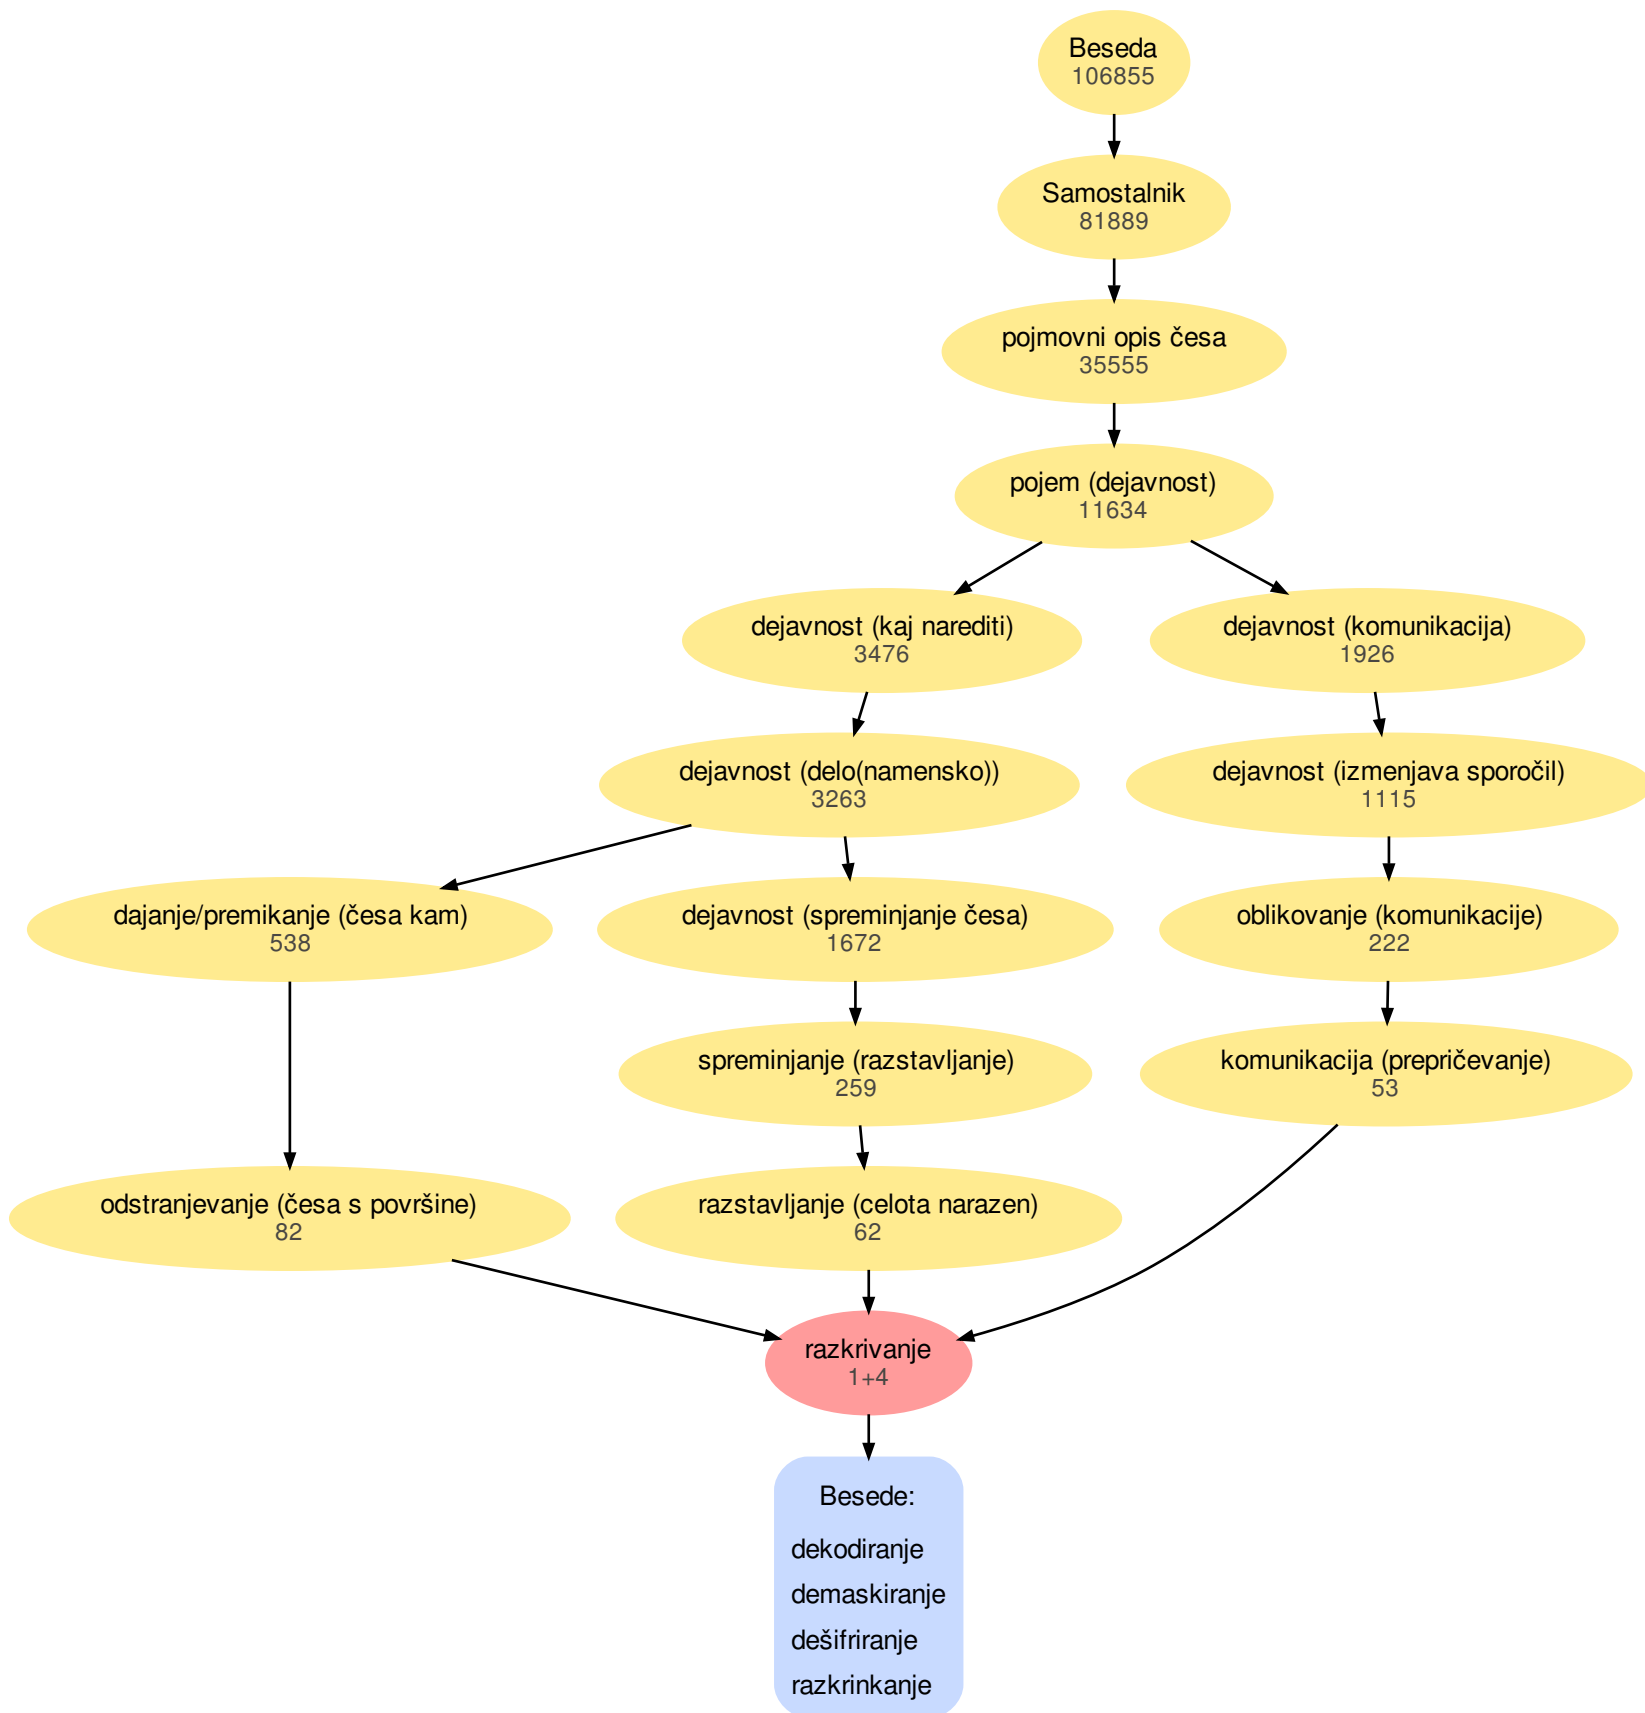 Beseda
106855
Samostalnik
81889
pojmovni opis česa
35555
pojem (dejavnost)
11634
dejavnost (kaj narediti)
3476
dejavnost (komunikacija)
1926
dejavnost (delo(namensko))
3263
dejavnost (izmenjava sporočil)
1115
dajanje/premikanje (česa kam)
538
dejavnost (spreminjanje česa)
1672
oblikovanje (komunikacije)
222
spreminjanje (razstavljanje)
259
komunikacija (prepričevanje)
53
odstranjevanje (česa s površine)
82
razstavljanje (celota narazen)
62
razkrivanje
1+4
Besede:
dekodiranje
demaskiranje
dešifriranje
razkrinkanje